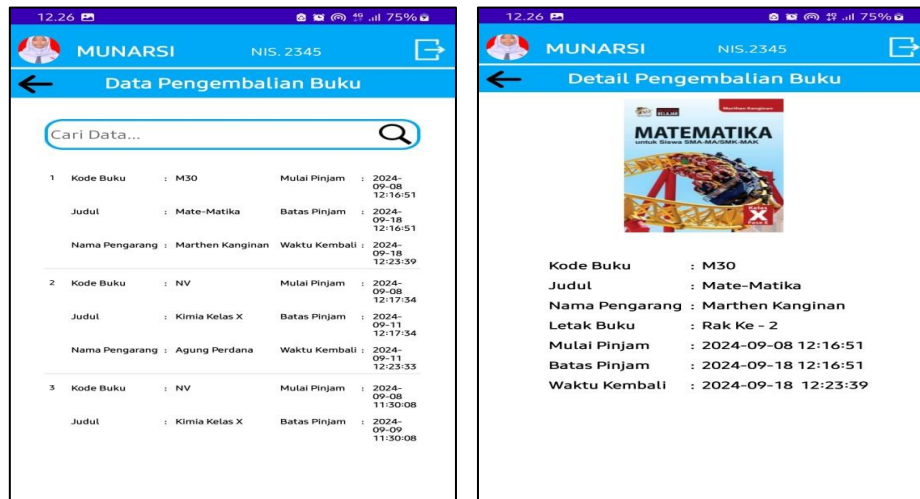 12.26
75%
MUNARSI NIS. 2345
Data Pengembalian Buku
Cari Data...
1 Kode Buku : M30 Mulai Pinjam : 2024-
09-08
12:16:51
Judul : Mate-Matika Batas Pinjam : 2024-
09-18
12:16:51
Nama Pengarang : Marthen Kanginan Waktu Kembali : 2024-
09-18
12:23:39
2 Kode Buku : NV Mulai Pinjam : 2024-
09-08
12:17:34
Judul : Kimia Kelas X Batas Pinjam : 2024-
09-11
12:17:34
Nama Pengarang : Agung Perdana Waktu Kembali : 2024-
09-11
12:23:33
3 Kode Buku : NV Mulai Pinjam : 2024-
09-08
11:30:08
Judul : Kimia Kelas X Batas Pinjam : 2024-
09-09
11:30:08
12.26
75%
MUNARSI NIS.2345
Detail Pengembalian Buku
Marthen Kanginan
MATEMATIKA
untuk Siswa SMA-MA/SMK-MAK
Kelas
X
Fase E
Kode Buku : M30
Judul : Mate-Matika
Nama Pengarang : Marthen Kanginan
Letak Buku : Rak Ke - 2
Mulai Pinjam : 2024-09-08 12:16:51
Batas Pinjam : 2024-09-18 12:16:51
Waktu Kembali : 2024-09-18 12:23:39